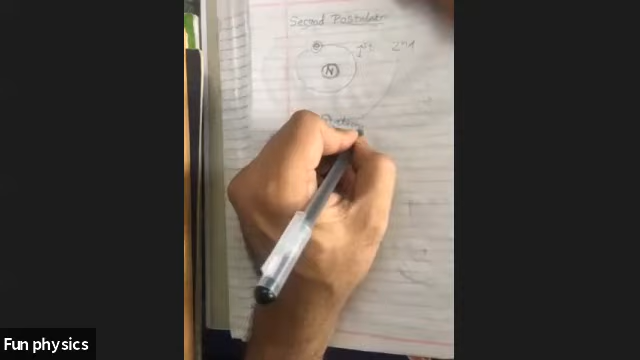 Second Postulate
1st 2nd
N
Fun physics